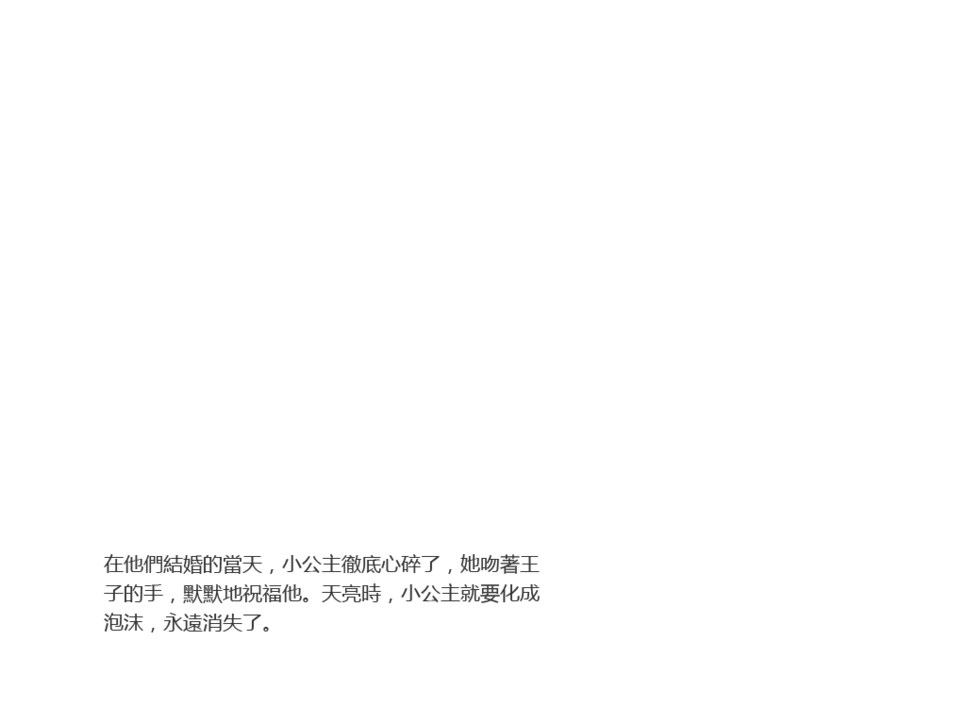 在他們結婚的當天，小公主徹底心碎了，她吻著王
子的手，默默地祝福他。天亮時，小公主就要化成
泡沫，永遠消失了。